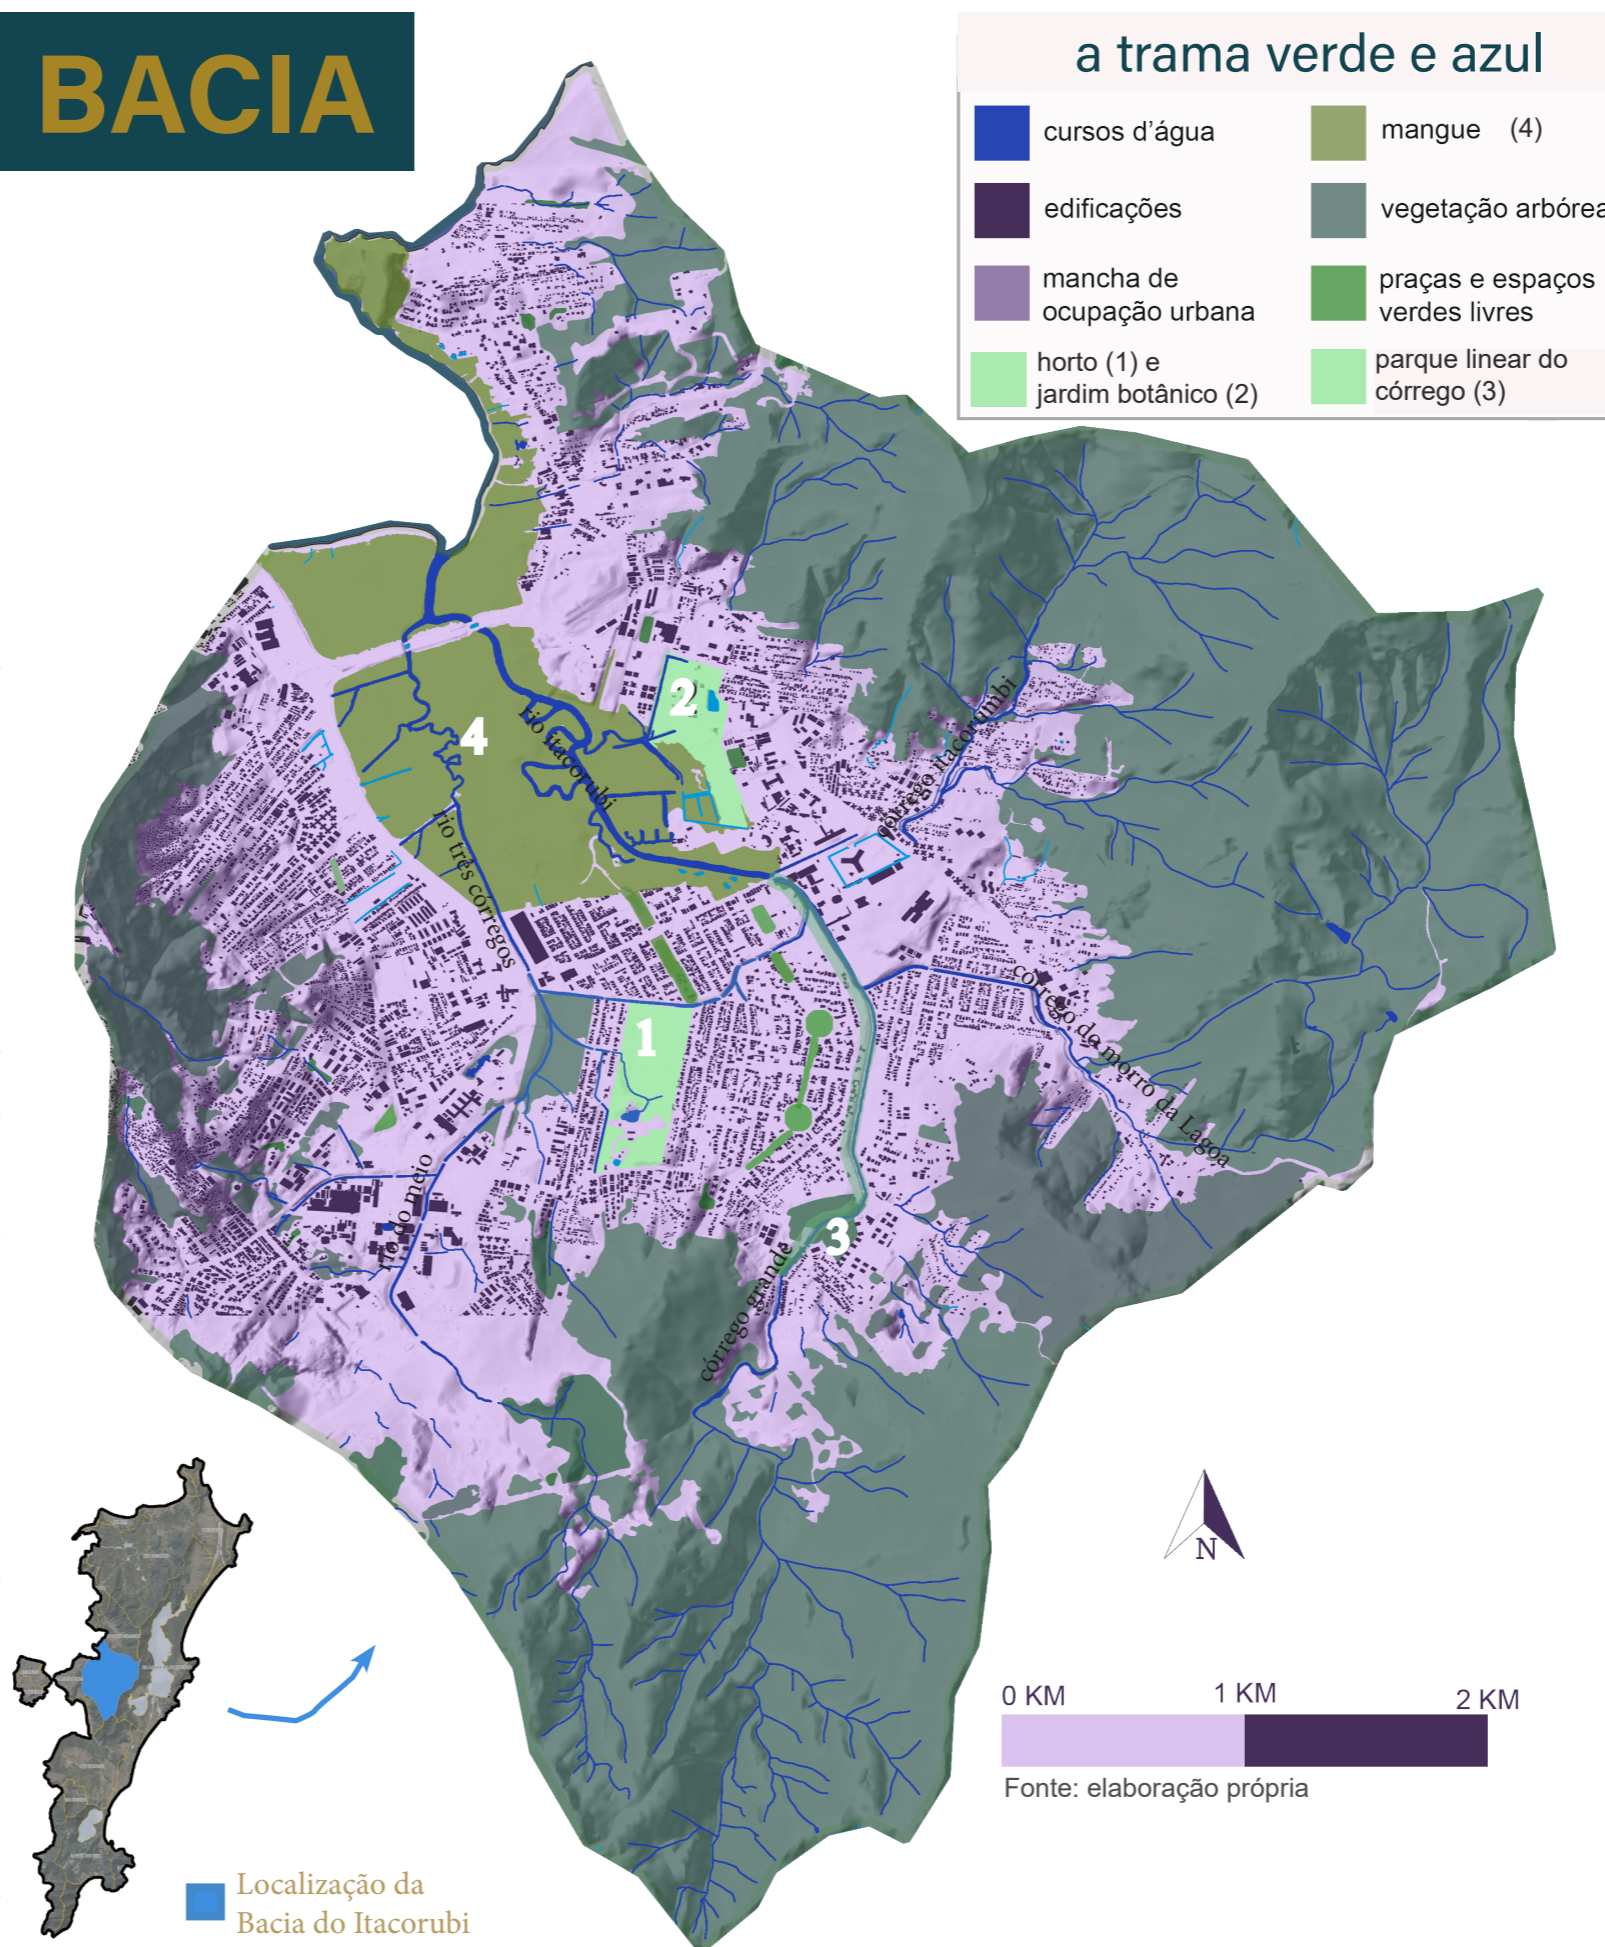 BACIA
a trama verde e azul
cursos d'água
mangue (4)
edificações
vegetação arbórea
mancha de
ocupação urbana
praças e espaços
verdes livres
horto (1) e
jardim botânico (2)
parque linear do
córrego (3)
2
4
rio itacorubi
córrego itacorumbi
rio três córregos
córrego do morro da Lagoa
1
rio do meio
3
córrego grande
N
0 KM
1 KM
2 KM
Fonte: elaboração própria
Localização da
Bacia do Itacorubi